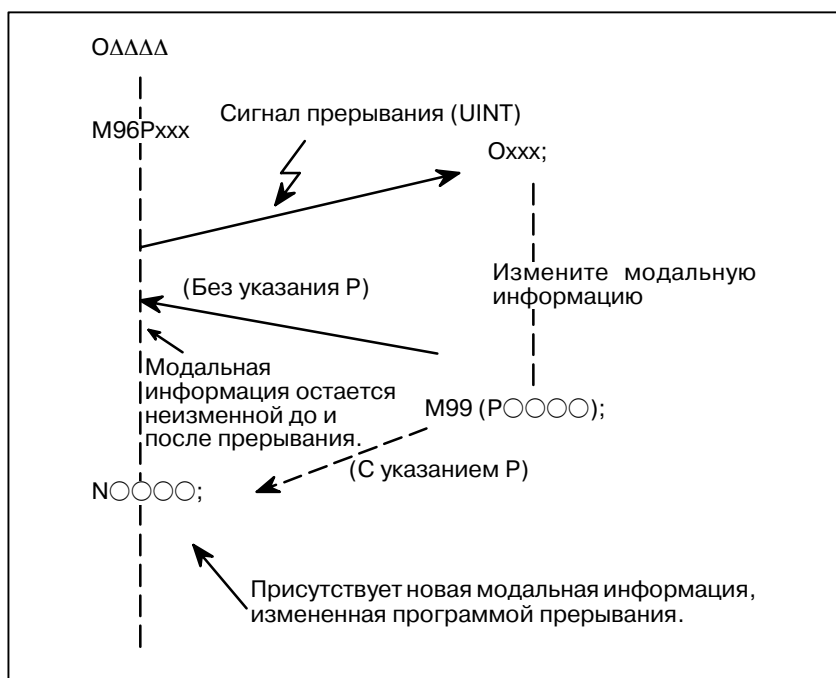 OΔΔΔΔ
M96Pxxx
Сигнал прерывания (UINT)
Oxxx;
Измените модальную
информацию
(Без указания P)
Модальная
информация остается
неизменной до и
после прерывания.
M99 (P○○○○);
(С указанием P)
N○○○○;
Присутствует новая модальная информация,
измененная программой прерывания.